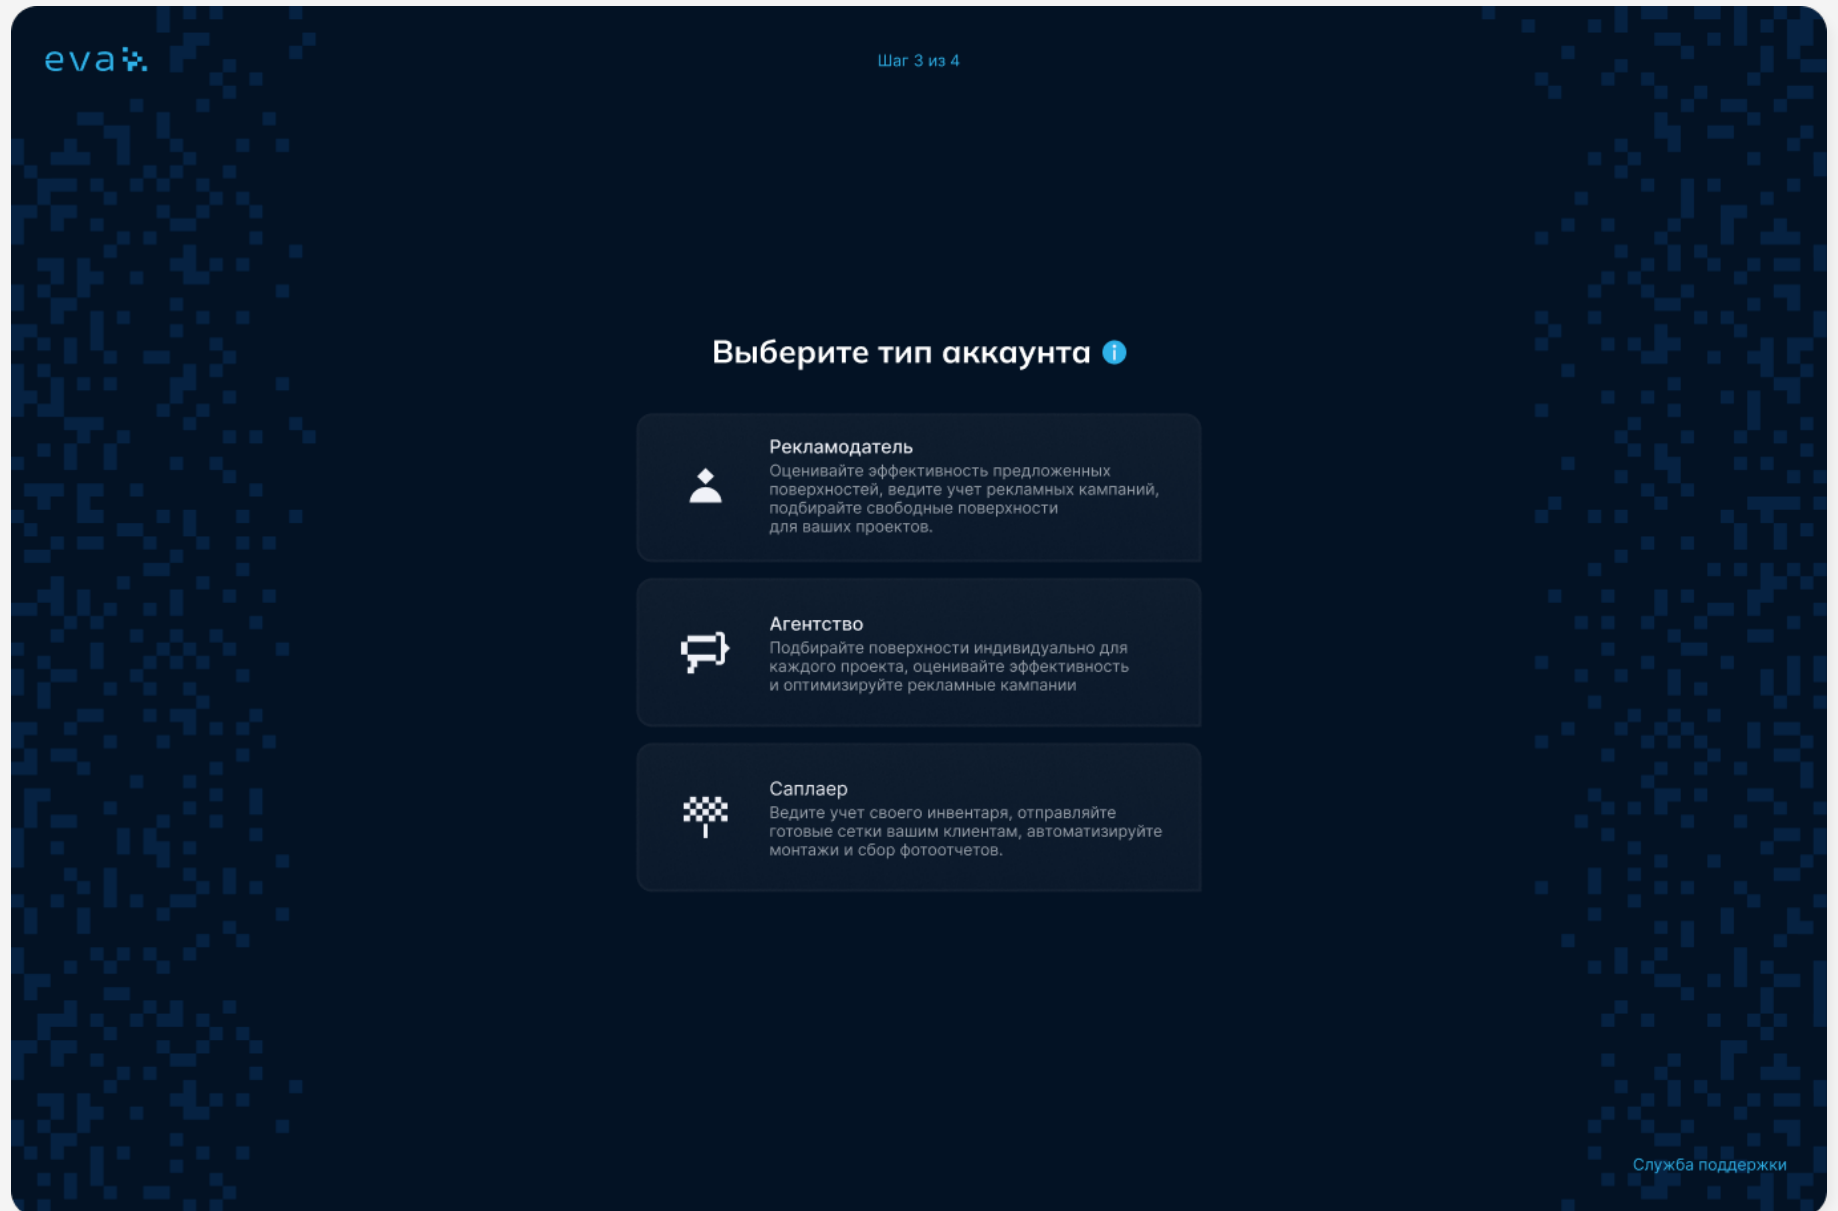 eva
Шаг 3 из 4
Выберите тип аккаунта
Рекламодатель
Оценивайте эффективность предложенных
поверхностей, ведите учет рекламных кампаний,
подбирайте свободные поверхности
для ваших проектов.
Агентство
Подбирайте поверхности индивидуально для
каждого проекта, оценивайте эффективность
и оптимизируйте рекламные кампании
Саплаер
Ведите учет своего инвентаря, отправляйте
готовые сетки вашим клиентам, автоматизируйте
монтажи и сбор фотоотчетов.
Служба поддержки